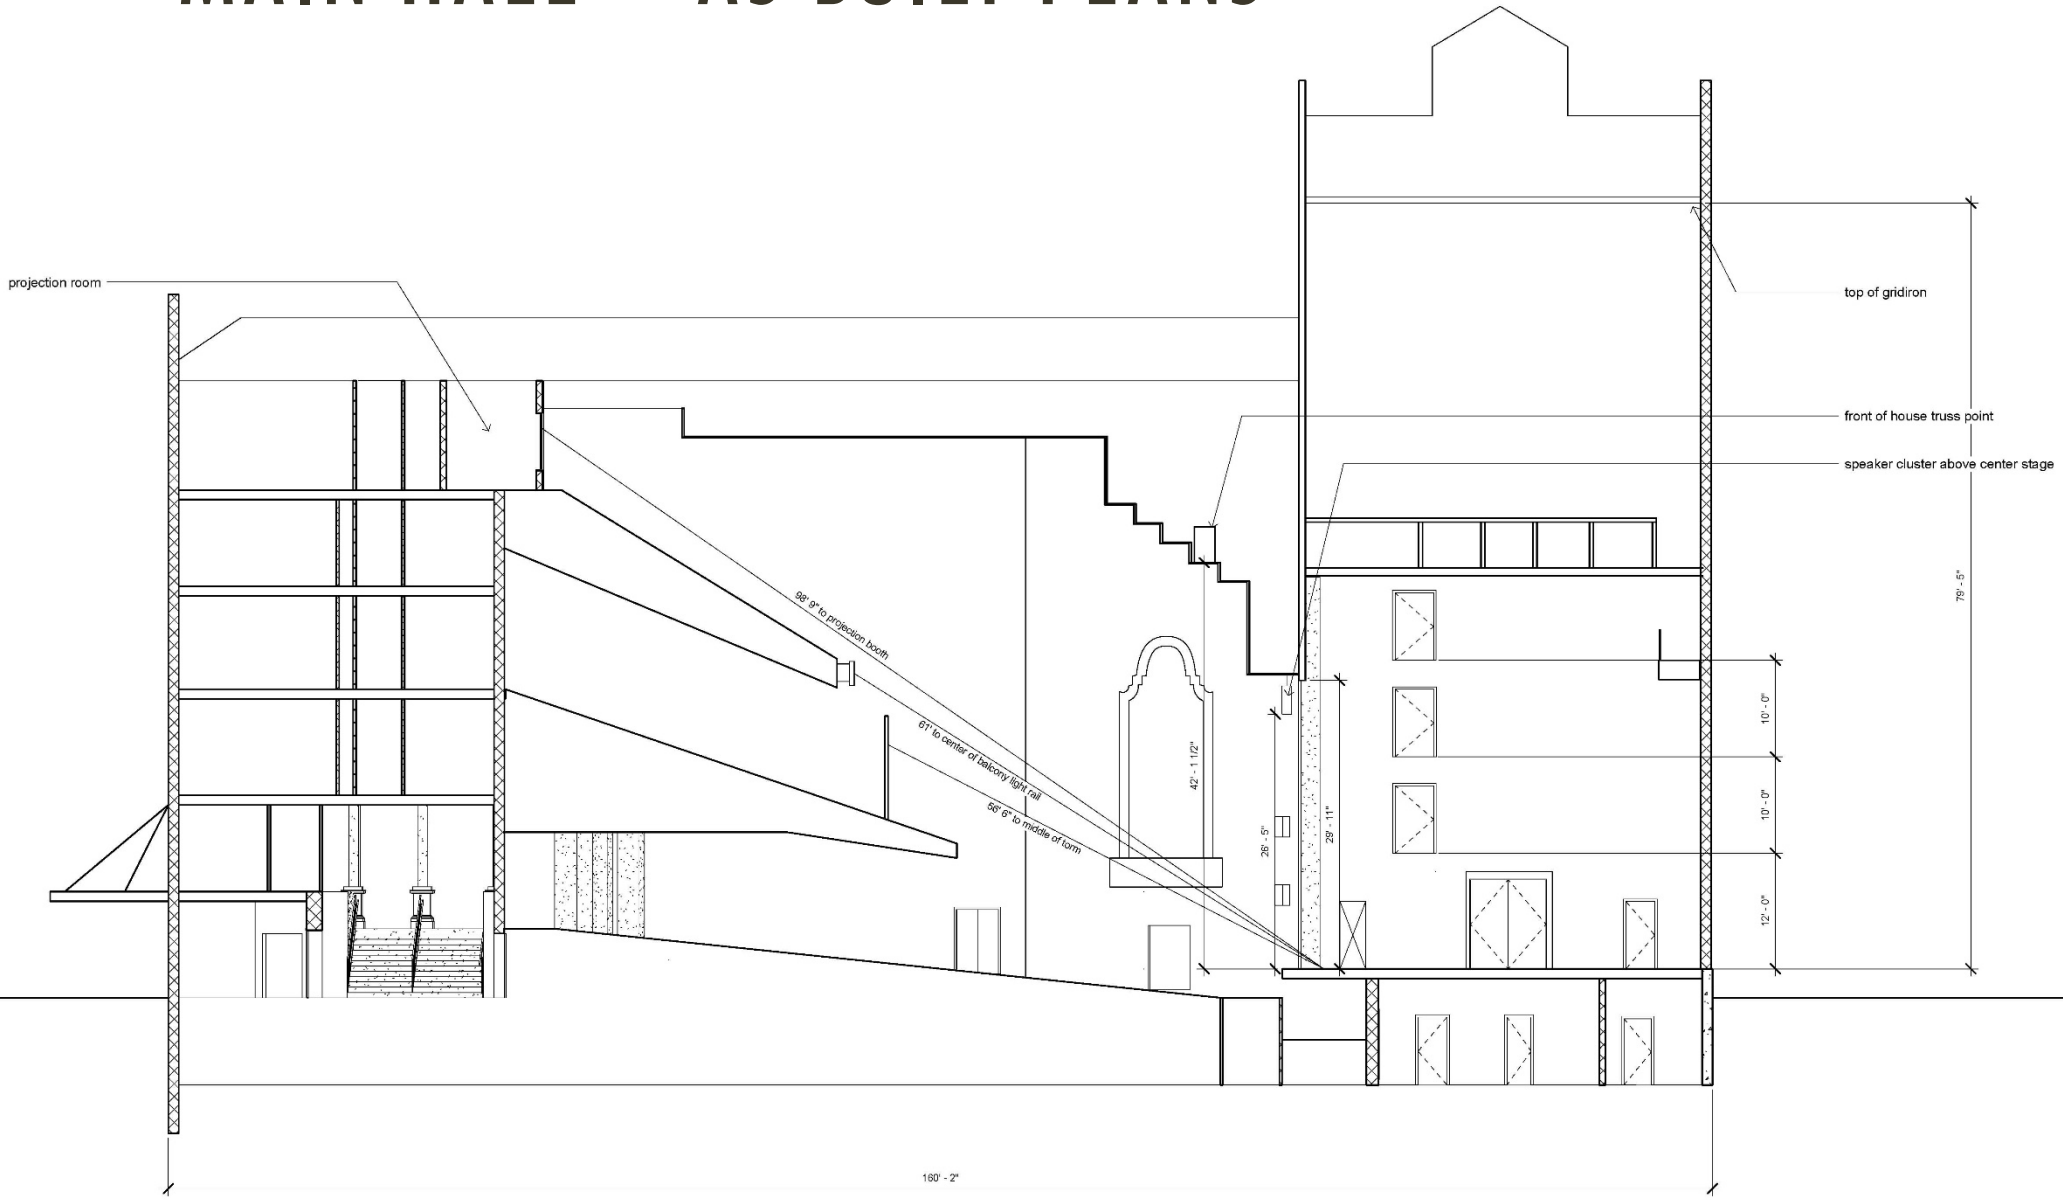 MAIN HALL - AS BUILT PLANS
projection room
top of gridiron
front of house truss point
speaker cluster above center stage
79' - 5"
98' 9" to projection booth
61' to center of balcony light rail
56' 6" to middle of torm
42' - 1 1/2"
26' - 5"
29' - 11"
10' - 0"
10' - 0"
12' - 0"
160' - 2"